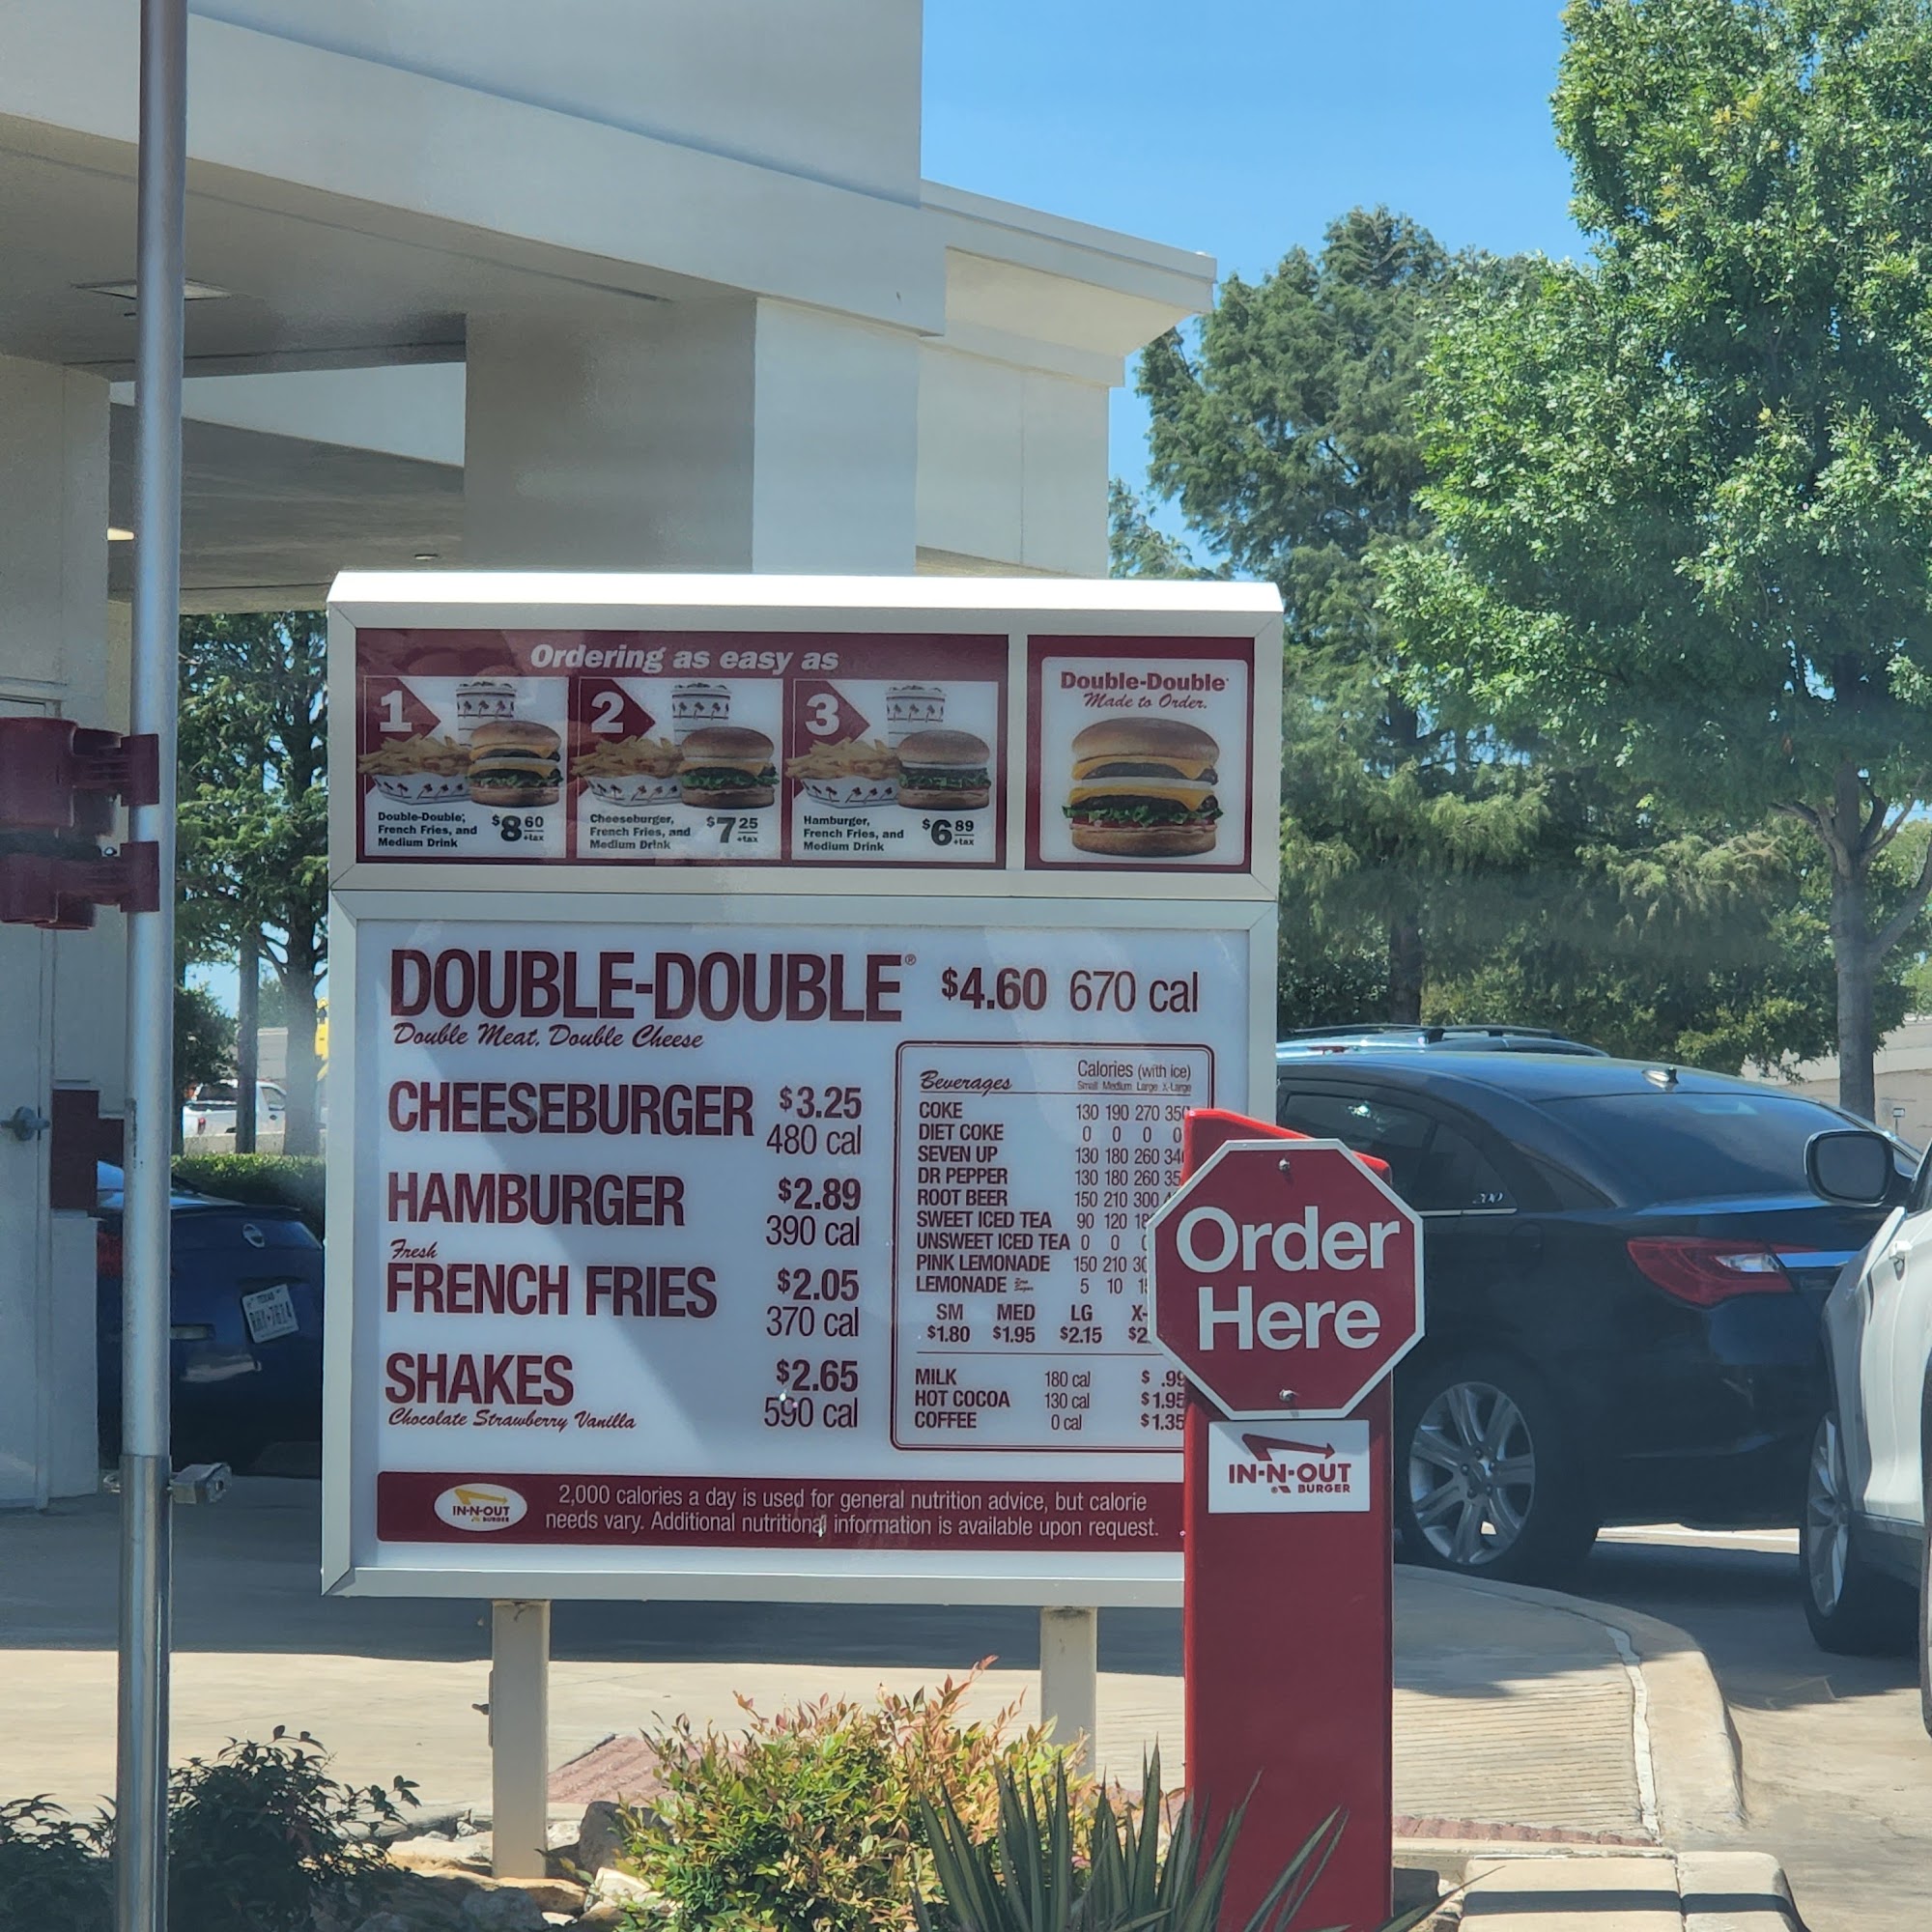 Ordering as easy as
1
Double-Double,
French Fries, and
Medium Drink
$8 60
+tax
2
Cheeseburger,
French Fries, and
Medium Drink
$7 25
+tax
3
Hamburger,
French Fries, and
Medium Drink
$6 89
+tax
Double-Double
Made to Order.
DOUBLE-DOUBLE® $4.60 670 cal
Double Meat. Double Cheese
CHEESEBURGER $3.25
480 cal
HAMBURGER $2.89
390 cal
Fresh
FRENCH FRIES $2.05
370 cal
SHAKES $2.65
590 cal
Chocolate Strawberry Vanilla
Beverages Calories (with ice)
Small Medium Large X-Large
COKE 130 190 270 350
DIET COKE 0 0 0 0
SEVEN UP 130 180 260 34
DR PEPPER 130 180 260 35
ROOT BEER 150 210 300
SWEET ICED TEA 90 120
UNSWEET ICED TEA 0 0
PINK LEMONADE 150 210
LEMONADE 5 10
SM MED LG X-
$1.80 $1.95 $2.15 $2
MILK 180 cal $ .99
HOT COCOA 130 cal $1.95
COFFEE 0 cal $1.35
IN-N-OUT
BURGER
2,000 calories a day is used for general nutrition advice, but calorie
needs vary. Additional nutritional information is available upon request.
Order
Here
IN-N-OUT
® BURGER
200
TEXAS